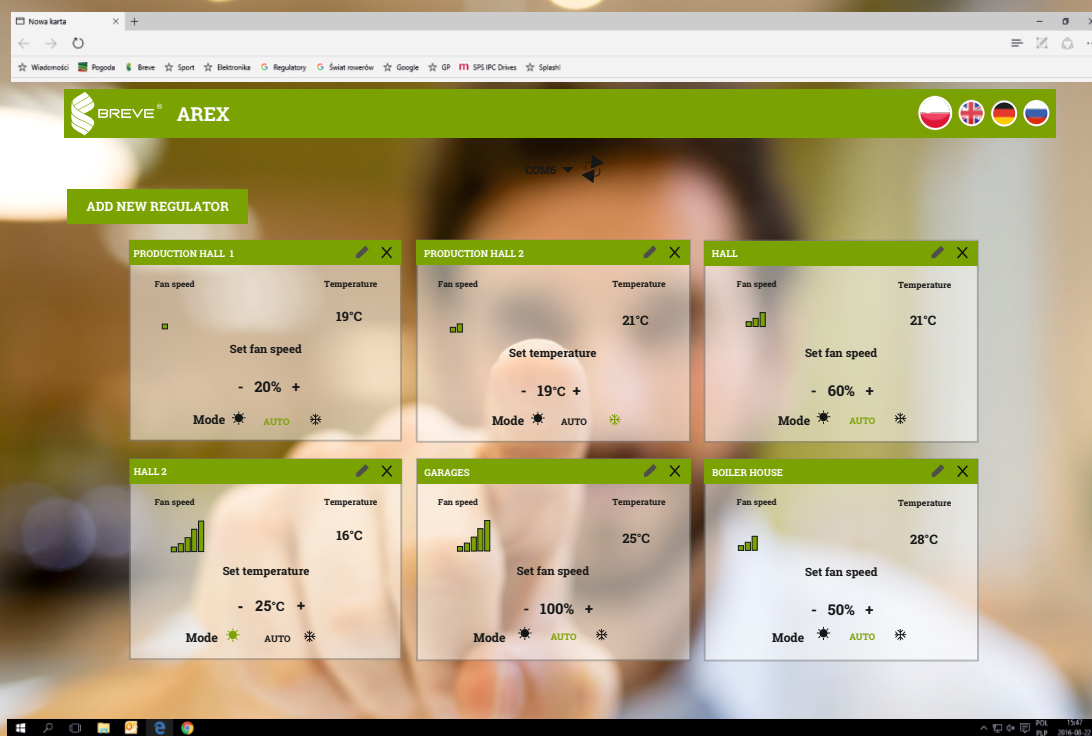 Nowa karta
Wiadomości Pogoda Breve Sport Elektronika Regulatory Świat rowerów Google GP SPS IPC Drives Splash!
BREVE® AREX
COM6
ADD NEW REGULATOR
PRODUCTION HALL 1
Fan speed Temperature
19°C
Set fan speed
- 20% +
Mode AUTO
PRODUCTION HALL 2
Fan speed Temperature
21°C
Set temperature
- 19°C +
Mode AUTO
HALL
Fan speed Temperature
21°C
Set fan speed
- 60% +
Mode AUTO
HALL 2
Fan speed Temperature
16°C
Set temperature
- 25°C +
Mode AUTO
GARAGES
Fan speed Temperature
25°C
Set fan speed
- 100% +
Mode AUTO
BOILER HOUSE
Fan speed Temperature
28°C
Set fan speed
- 50% +
Mode AUTO
POL 15:47
PLP